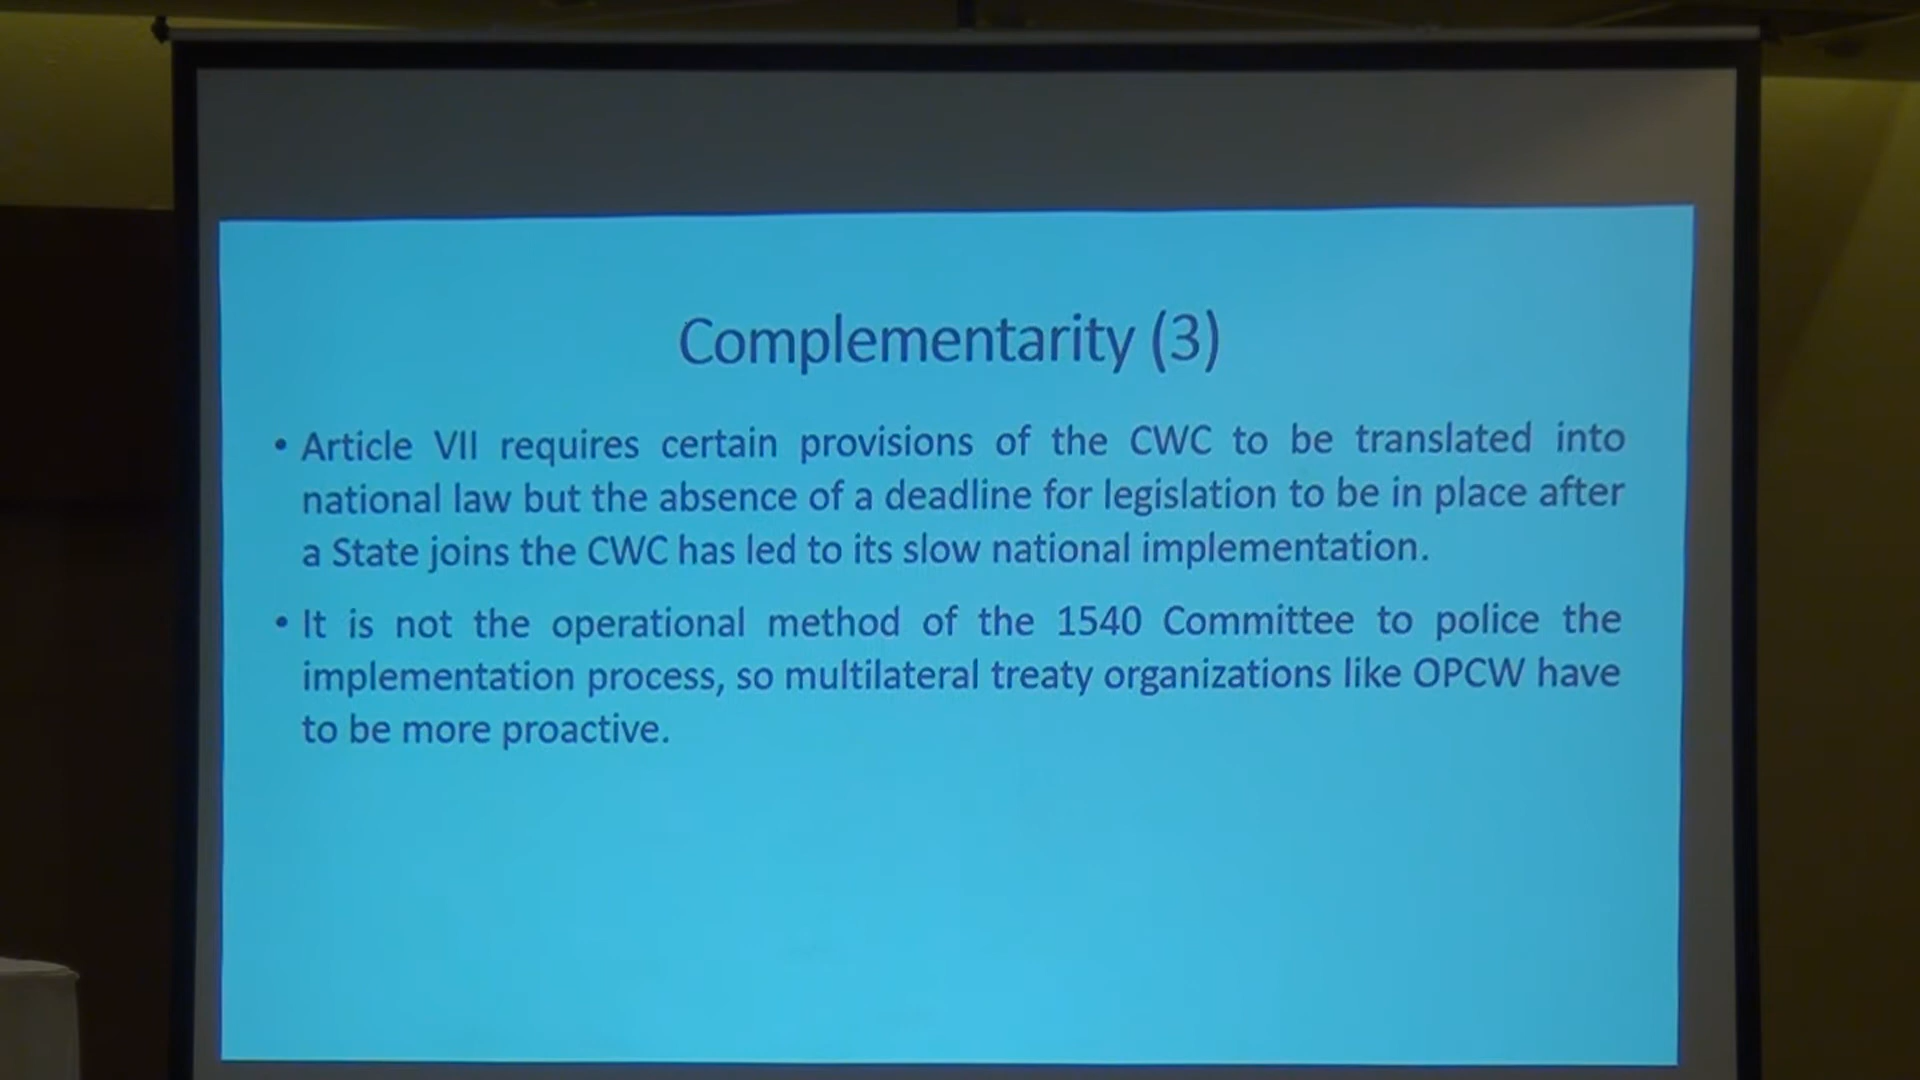 Complementarity (3)
• Article VII requires certain provisions of the CWC to be translated into
national law but the absence of a deadline for legislation to be in place after
a State joins the CWC has led to its slow national implementation.
• It is not the operational method of the 1540 Committee to police the
implementation process, so multilateral treaty organizations like OPCW have
to be more proactive.